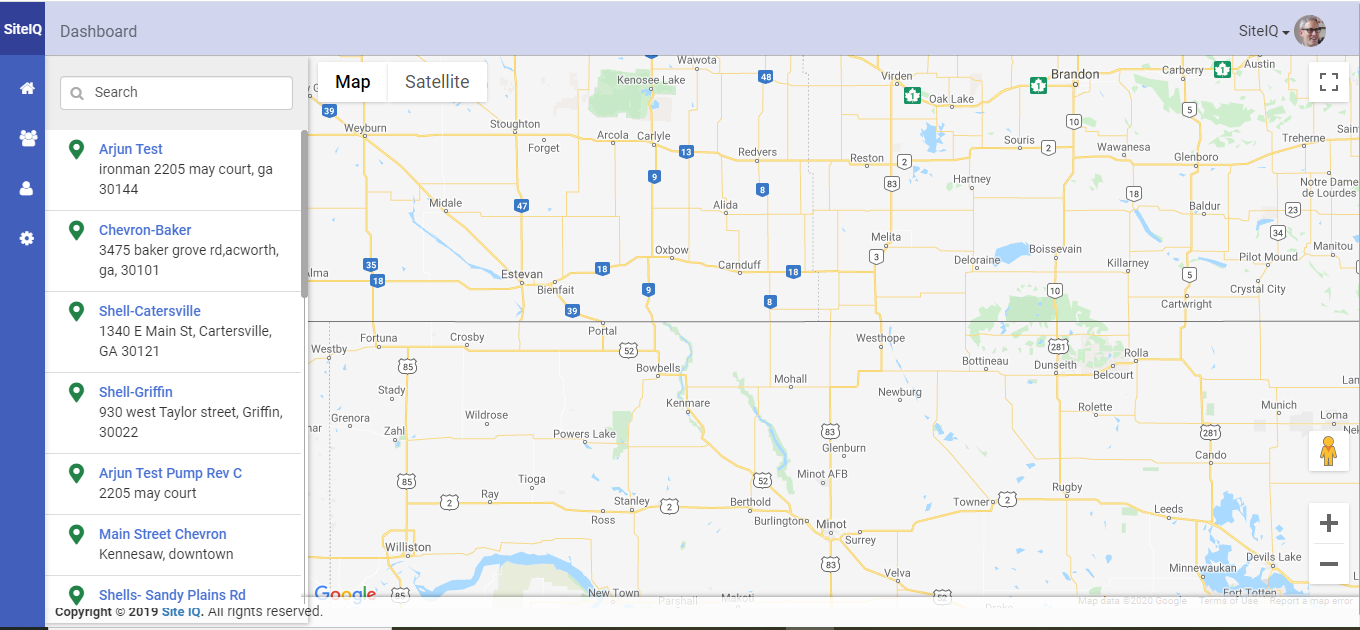 SiteIQ
Dashboard
SiteIQ
Search
Arjun Test
ironman 2205 may court, ga
30144
Chevron-Baker
3475 baker grove rd,acworth,
ga, 30101
Shell-Catersville
1340 E Main St, Cartersville,
GA 30121
Shell-Griffin
930 west Taylor street, Griffin,
30022
Arjun Test Pump Rev C
2205 may court
Main Street Chevron
Kennesaw, downtown
Shells- Sandy Plains Rd
Copyright © 2019 Site IQ. All rights reserved.
Map
Satellite
Wawota
Kenosee Lake
48
Virden
1
Oak Lake
1
Brandon
Carberry
1
Austin
39
Weyburn
Stoughton
Forget
Arcola
Carlyle
13
Redvers
9
8
Reston
2
83
Souris
2
10
Wawanesa
5
Glenboro
Treherne
Hartney
18
Notre Dame
de Lourdes
Midale
47
Alida
Baldur
23
34
Melita
3
Oxbow
Carnduff
18
18
Deloraine
Boissevain
Killarney
Pilot Mound
Manitou
35
18
Estevan
Bienfait
9
8
39
10
5
Crystal City
Cartwright
Portal
Fortuna
Crosby
Westby
52
Westhope
281
Rolla
Bottineau
Dunseith
Belcourt
85
Bowbells
Mohall
Stady
Newburg
Kenmare
Rolette
Munich
Grenora
Wildrose
Loma
Zahl
Powers Lake
83
Glenburn
281
Cando
Minot AFB
85
Tioga
52
Rugby
Ray
2
Stanley
2
Berthold
Towner
2
Leeds
Ross
Burlington
Minot
Surrey
Williston
83
Devils Lake
Velva
Minnewaukan
Google
85
New Town
Parshall
Makoti
52
Drake
Fort Totten
Map data ©2020 Google
Terms of Use
Report a map error